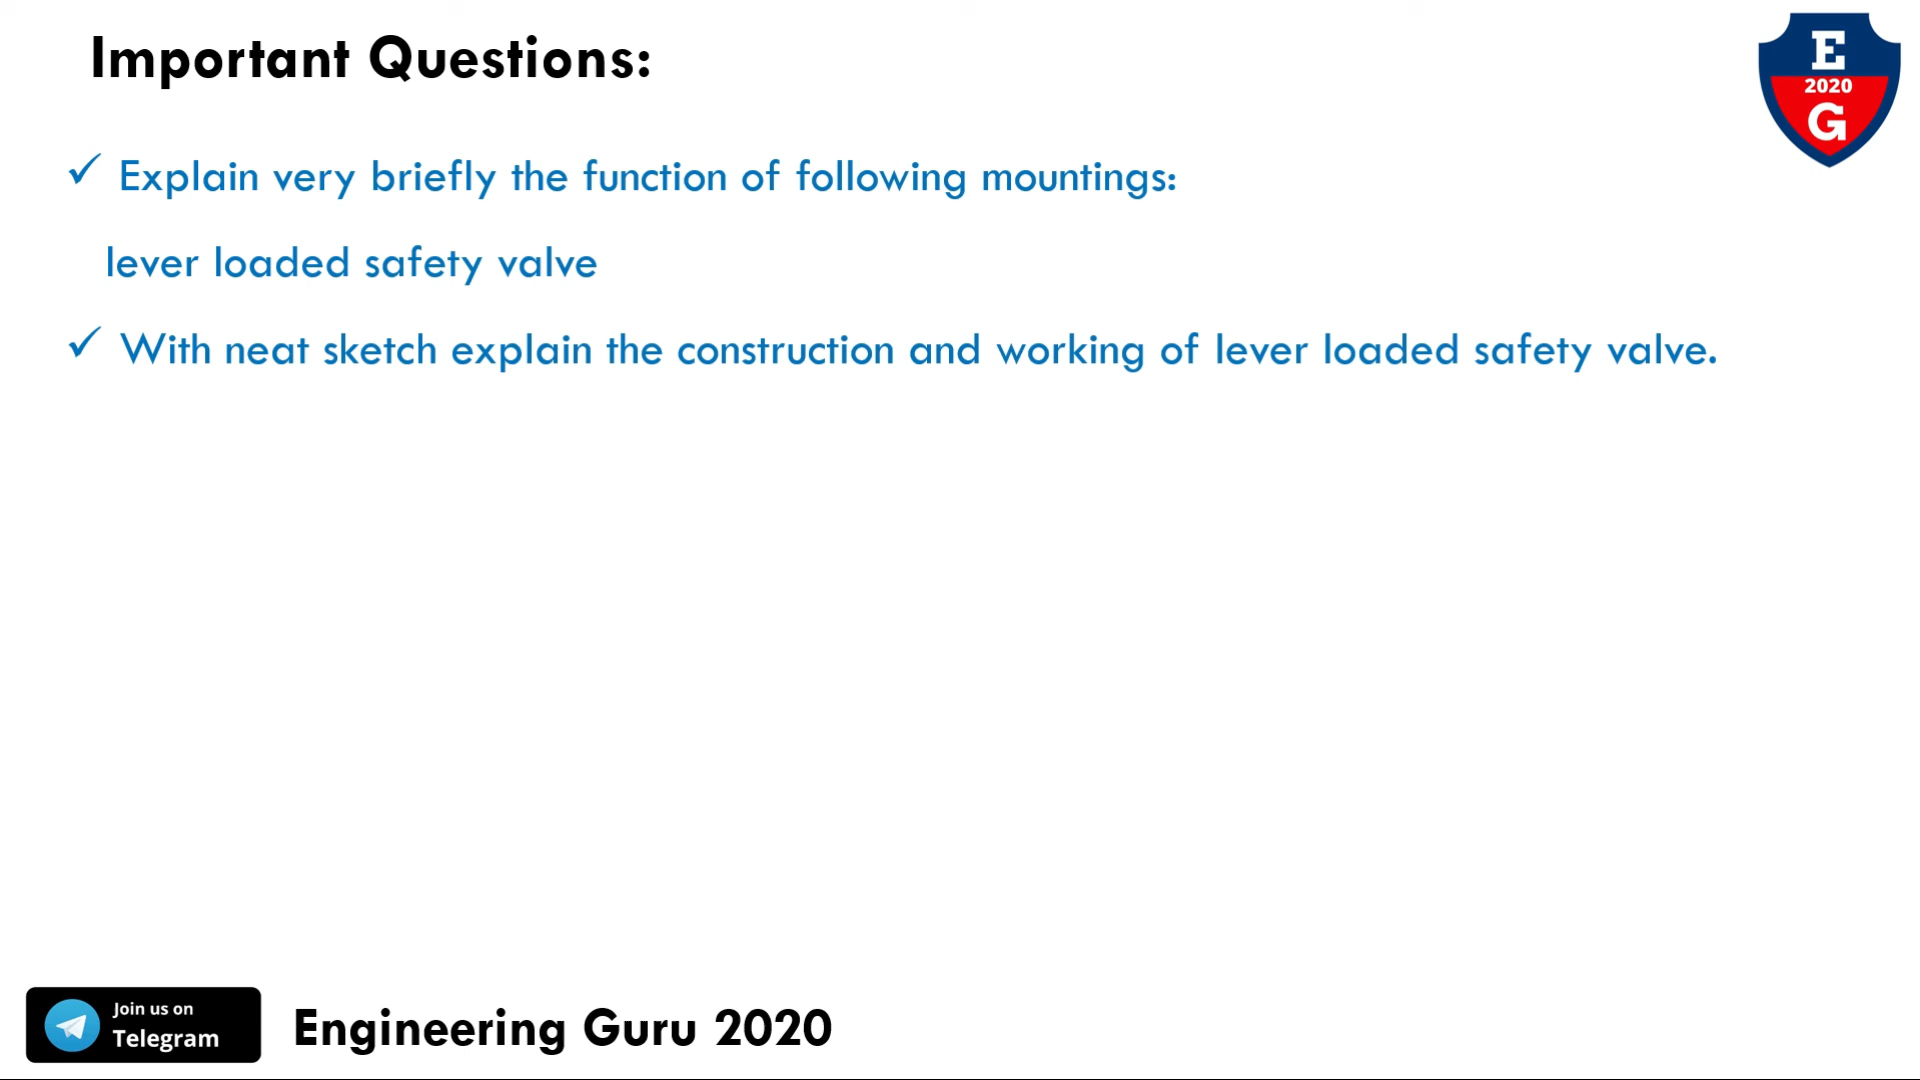 Important Questions:
E
2020
G
✓ Explain very briefly the function of following mountings:
lever loaded safety valve
✓ With neat sketch explain the construction and working of lever loaded safety valve.
Join us on
Telegram
Engineering Guru 2020